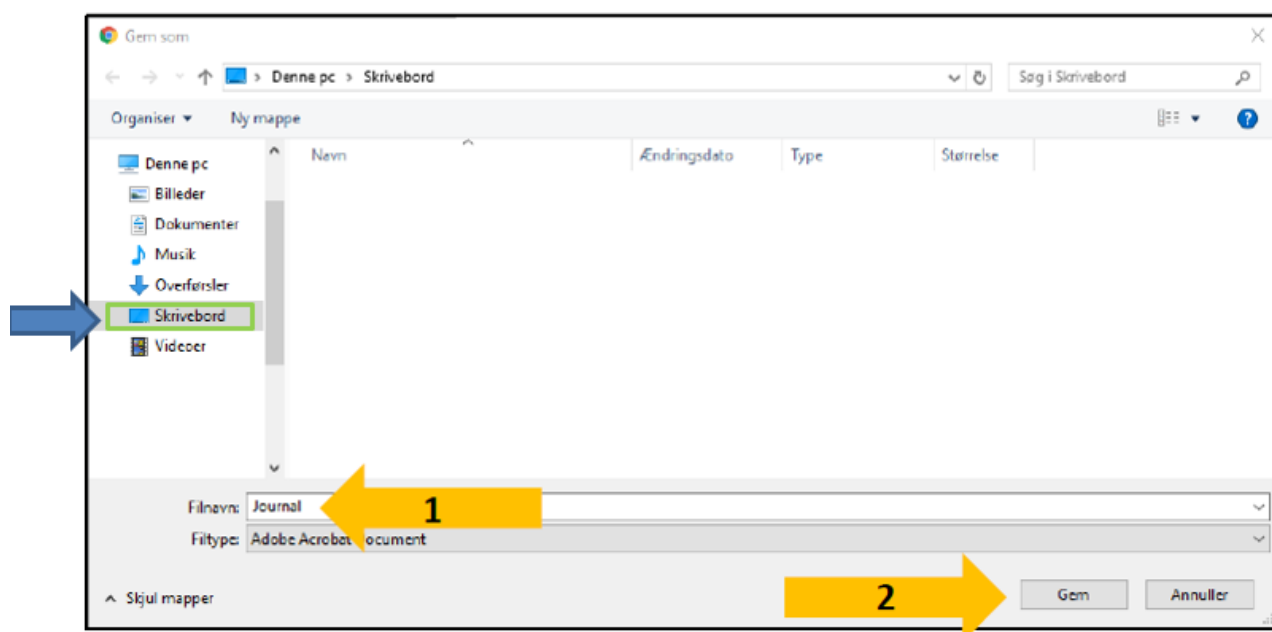 Gem som
Denne pc › Skrivebord
Søg i Skrivebord
Organiser
Ny mappe
Navn Ændringsdato Type Størrelse
Denne pc
Billeder
Dokumenter
Musik
Overførsler
Skrivebord
Videoer
Filnavn: Journal
1
Filtype: Adobe Acrobat Document
Skjul mapper
2
Gem
Annuller